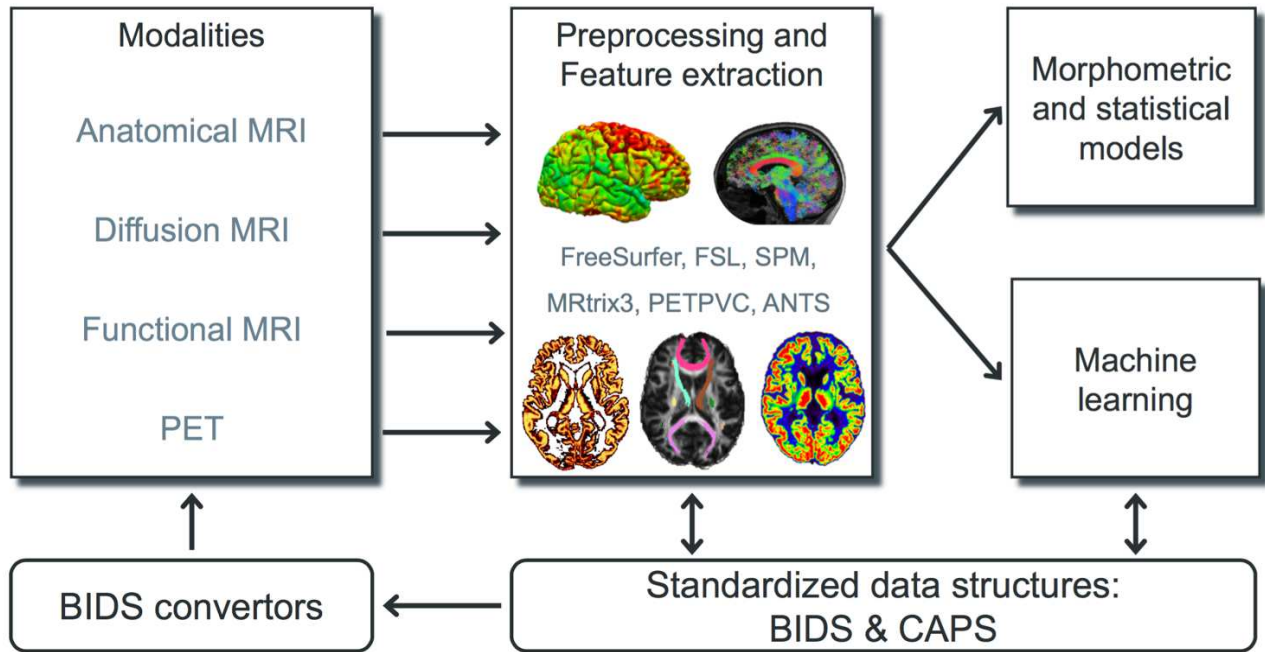 Modalities
Anatomical MRI
Diffusion MRI
Functional MRI
PET
Preprocessing and
Feature extraction
FreeSurfer, FSL, SPM,
MRtrix3, PETPVC, ANTS
Morphometric
and statistical
models
Machine
learning
BIDS convertors
Standardized data structures:
BIDS & CAPS